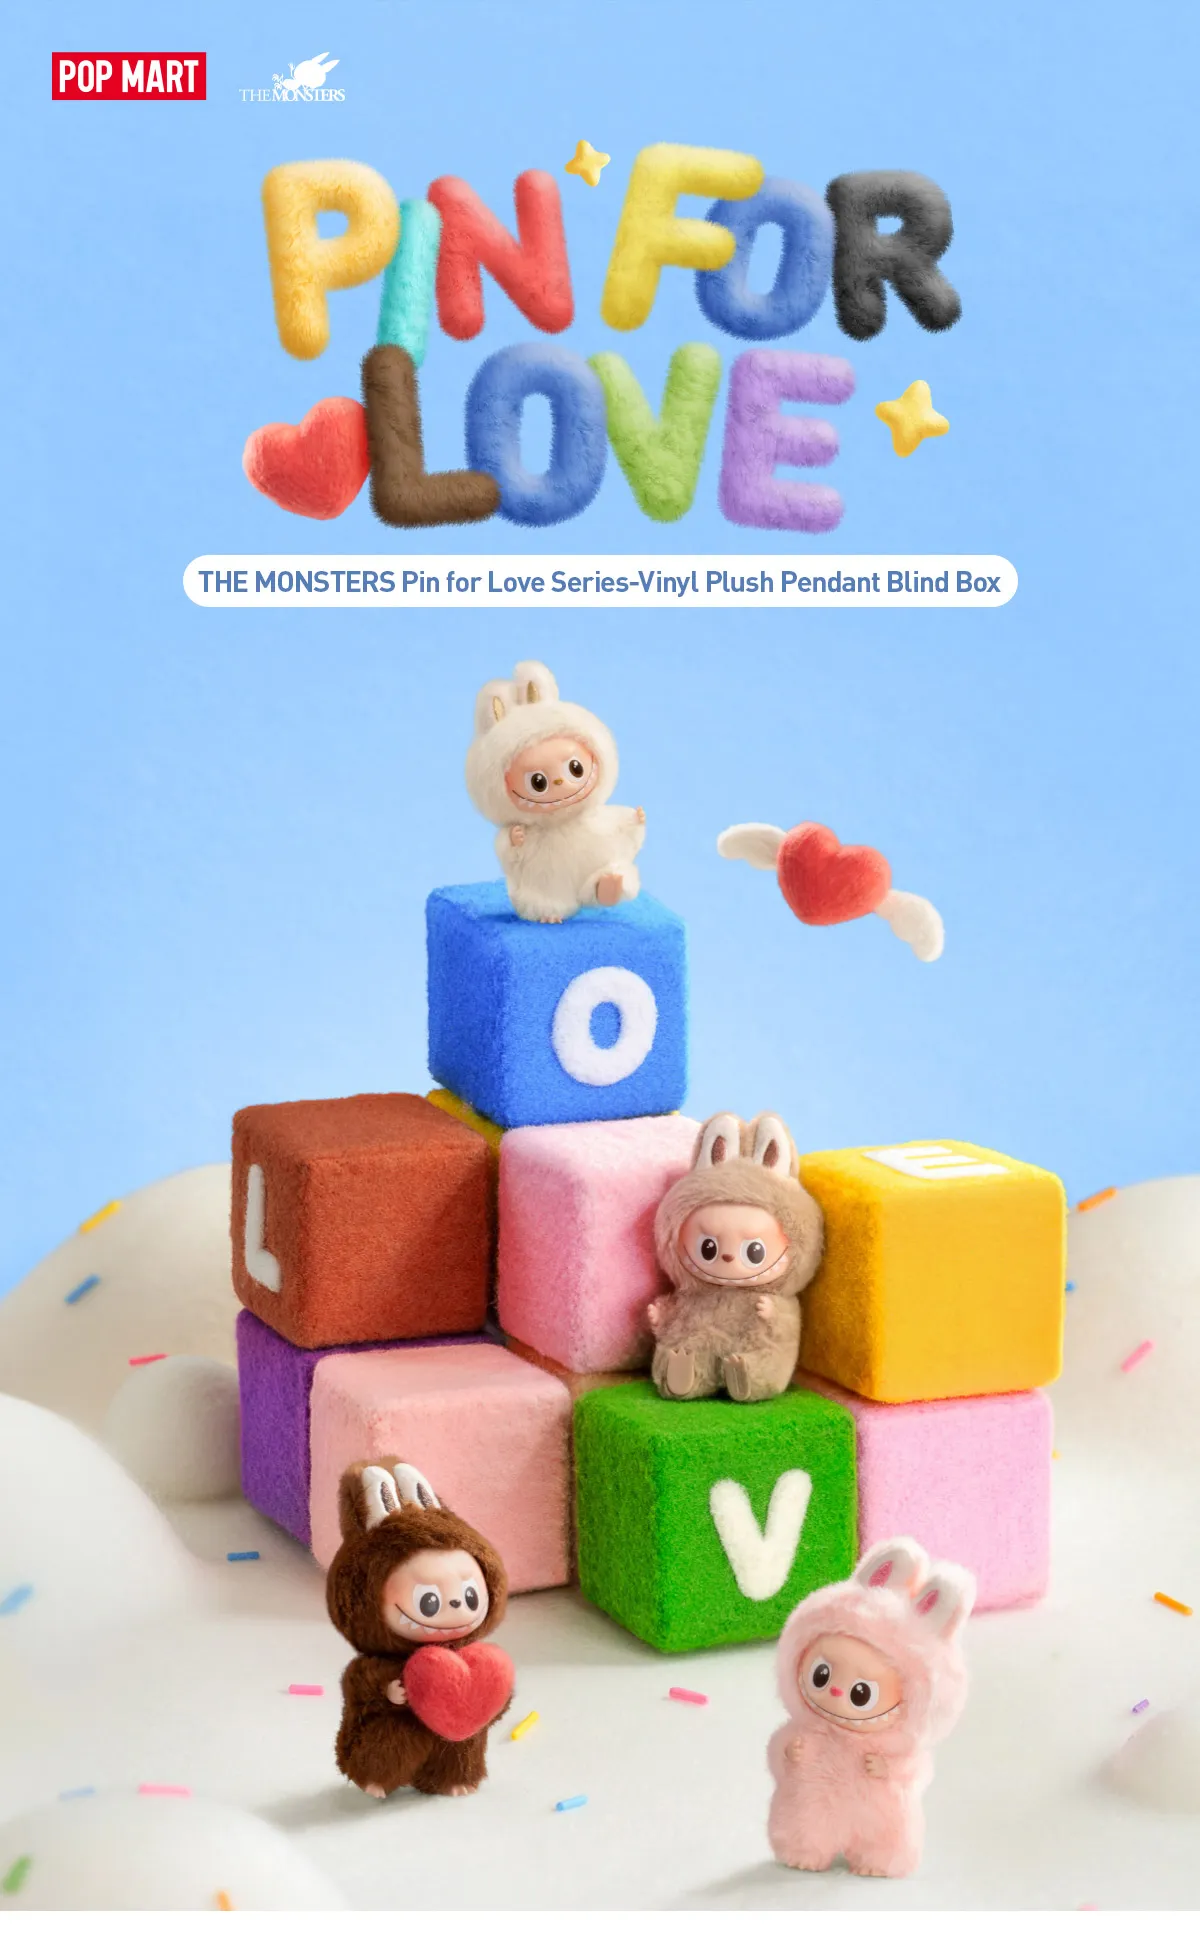 POP MART
THE MONSTERS
PIN FOR
LOVE
THE MONSTERS Pin for Love Series-Vinyl Plush Pendant Blind Box
O
L
E
V